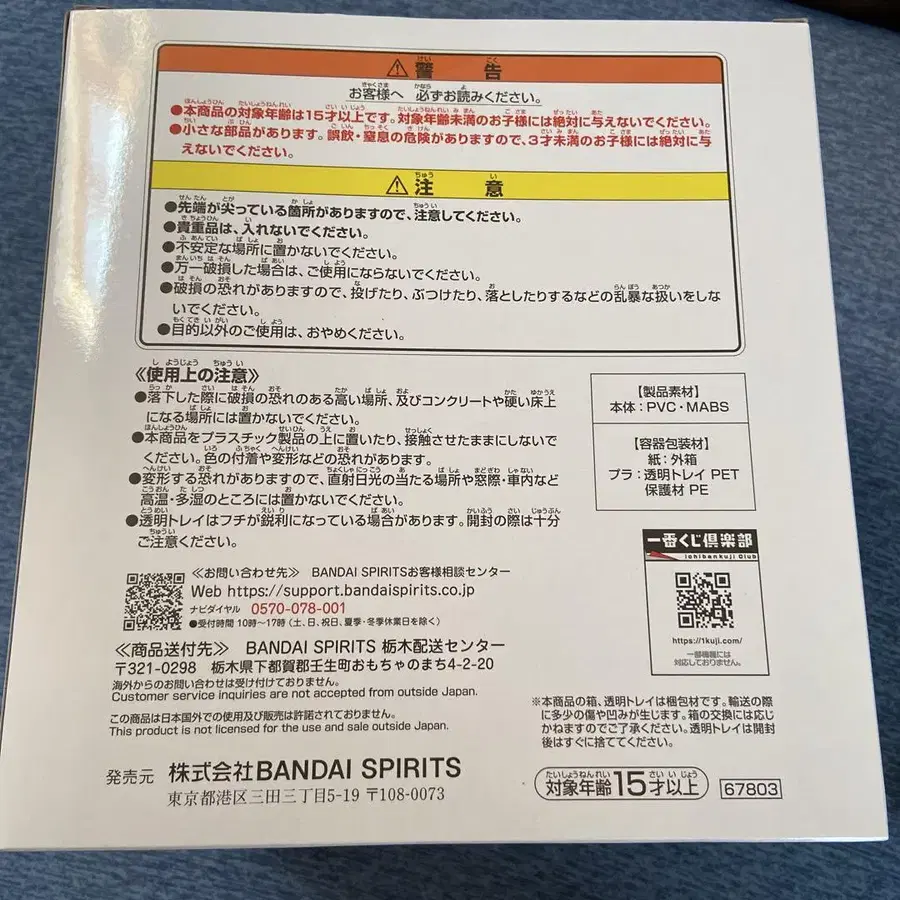 ⚠警告
お客様へ 必ずお読みください。
●本商品の対象年齢は15才以上です。対象年齢未満のお子様には絶対に与えないでください。
●小さな部品があります。誤飲・窒息の危険がありますので、3才未満のお子様には絶対に与
えないでください。
⚠注意
●先端が尖っている箇所がありますので、注意してください。
●貴重品は、入れないでください。
●不安定な場所に置かないでください。
●万一破損した場合は、ご使用にならないでください。
●破損の恐れがありますので、投げたり、ぶつけたり、落としたりするなどの乱暴な扱いをしな
いでください。
●目的以外のご使用は、おやめください。
《使用上の注意》
●落下した際に破損の恐れのある高い場所、及びコンクリートや硬い床上
になる場所には置かないでください。
●本商品をプラスチック製品の上に置いたり、接触させたままにしないで
ください。色の付着や変形などの恐れがあります。
●変形する恐れがありますので、直射日光の当たる場所や窓際・車内など
高温・多湿のところには置かないでください。
●透明トレイはフチが鋭利になっている場合があります。開封の際は十分
ご注意ください。
【製品素材】
本体:PVC・MABS
【容器包装材】
紙:外箱
プラ:透明トレイ PET
保護材 PE
一番くじ倶楽部
ichibankuji Club
https://1kuji.com/
一部機種には
対応しておりません。
≪お問い合わせ先≫ BANDAI SPIRITSお客様相談センター
Web https://support.bandaispirits.co.jp
ナビダイヤル 0570-078-001
●受付時間 10時〜17時(土、日、祝日、夏季・冬季休業日を除く)
≪商品送付先≫ BANDAI SPIRITS 栃木配送センター
〒321-0298 栃木県下都賀郡壬生町おもちゃのまち4-2-20
海外からのお問い合わせは受け付けておりません。
Customer service inquiries are not accepted from outside Japan.
この商品は日本国外での使用及び販売は許諾されておりません。
This product is not licensed for the use and sale outside Japan.
※本商品の箱、透明トレイは梱包材です。輸送の際
に多少の傷や凹みが生じます。箱の交換には応じ
かねますのでご了承ください。透明トレイは開封
後はすぐに捨ててください。
発売元 株式会社BANDAI SPIRITS
東京都港区三田三丁目5-19 〒108-0073
対象年齢15才以上
67803